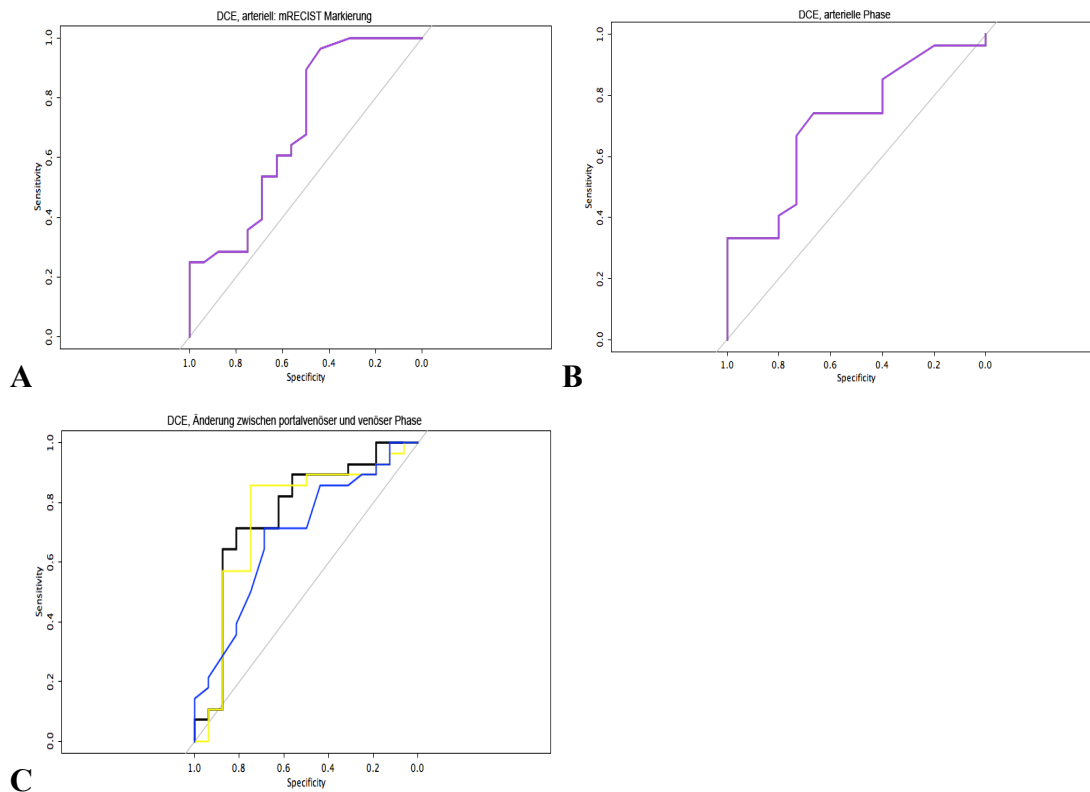 DCE, arteriell: mRECIST Markierung
1.0
0.8
0.6
0.4
0.2
0.0
Sensitivity
1.0 0.8 0.6 0.4 0.2 0.0
Specificity
A
DCE, arterielle Phase
1.0
0.8
0.6
0.4
0.2
0.0
Sensitivity
1.0 0.8 0.6 0.4 0.2 0.0
Specificity
B
DCE, Änderung zwischen portalvenöser und venöser Phase
1.0
0.8
0.6
0.4
0.2
0.0
Sensitivity
1.0 0.8 0.6 0.4 0.2 0.0
Specificity
C